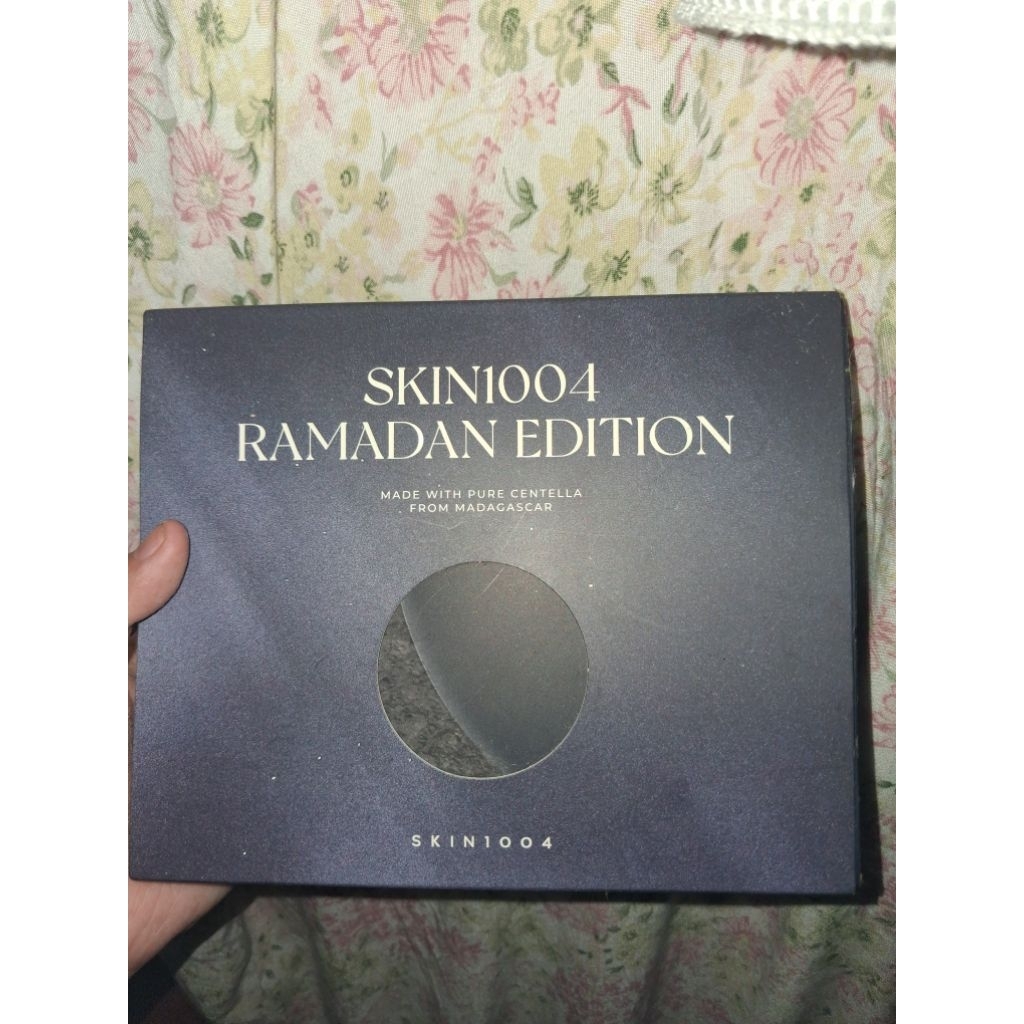 SKIN1004
RAMADAN EDITION
MADE WITH PURE CENTELLA
FROM MADAGASCAR
SKIN1004